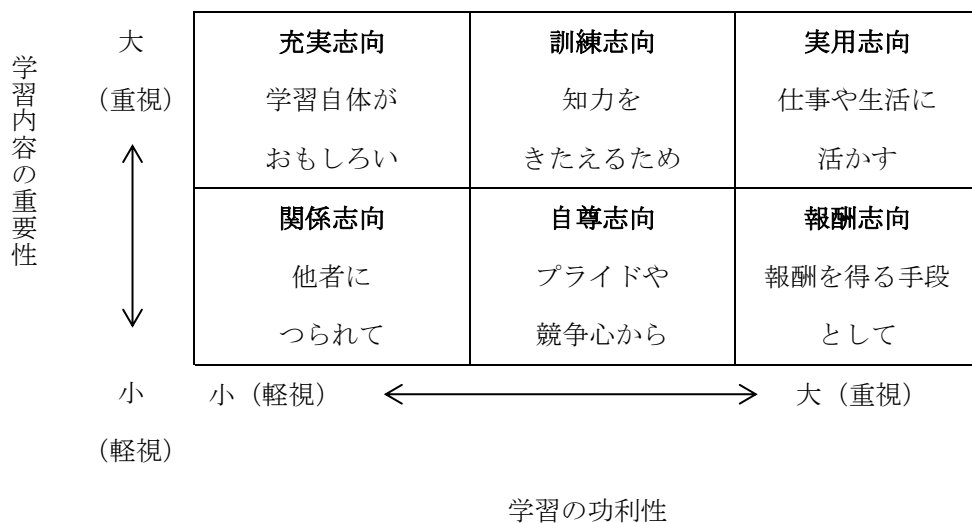 学習内容の重要性
大
(重視)
小
(軽視)
充実志向
学習自体が
おもしろい
訓練志向
知力を
きたえるため
実用志向
仕事や生活に
活かす
関係志向
他者に
つられて
自尊志向
プライドや
競争心から
報酬志向
報酬を得る手段
として
小(軽視)
大(重視)
学習の功利性